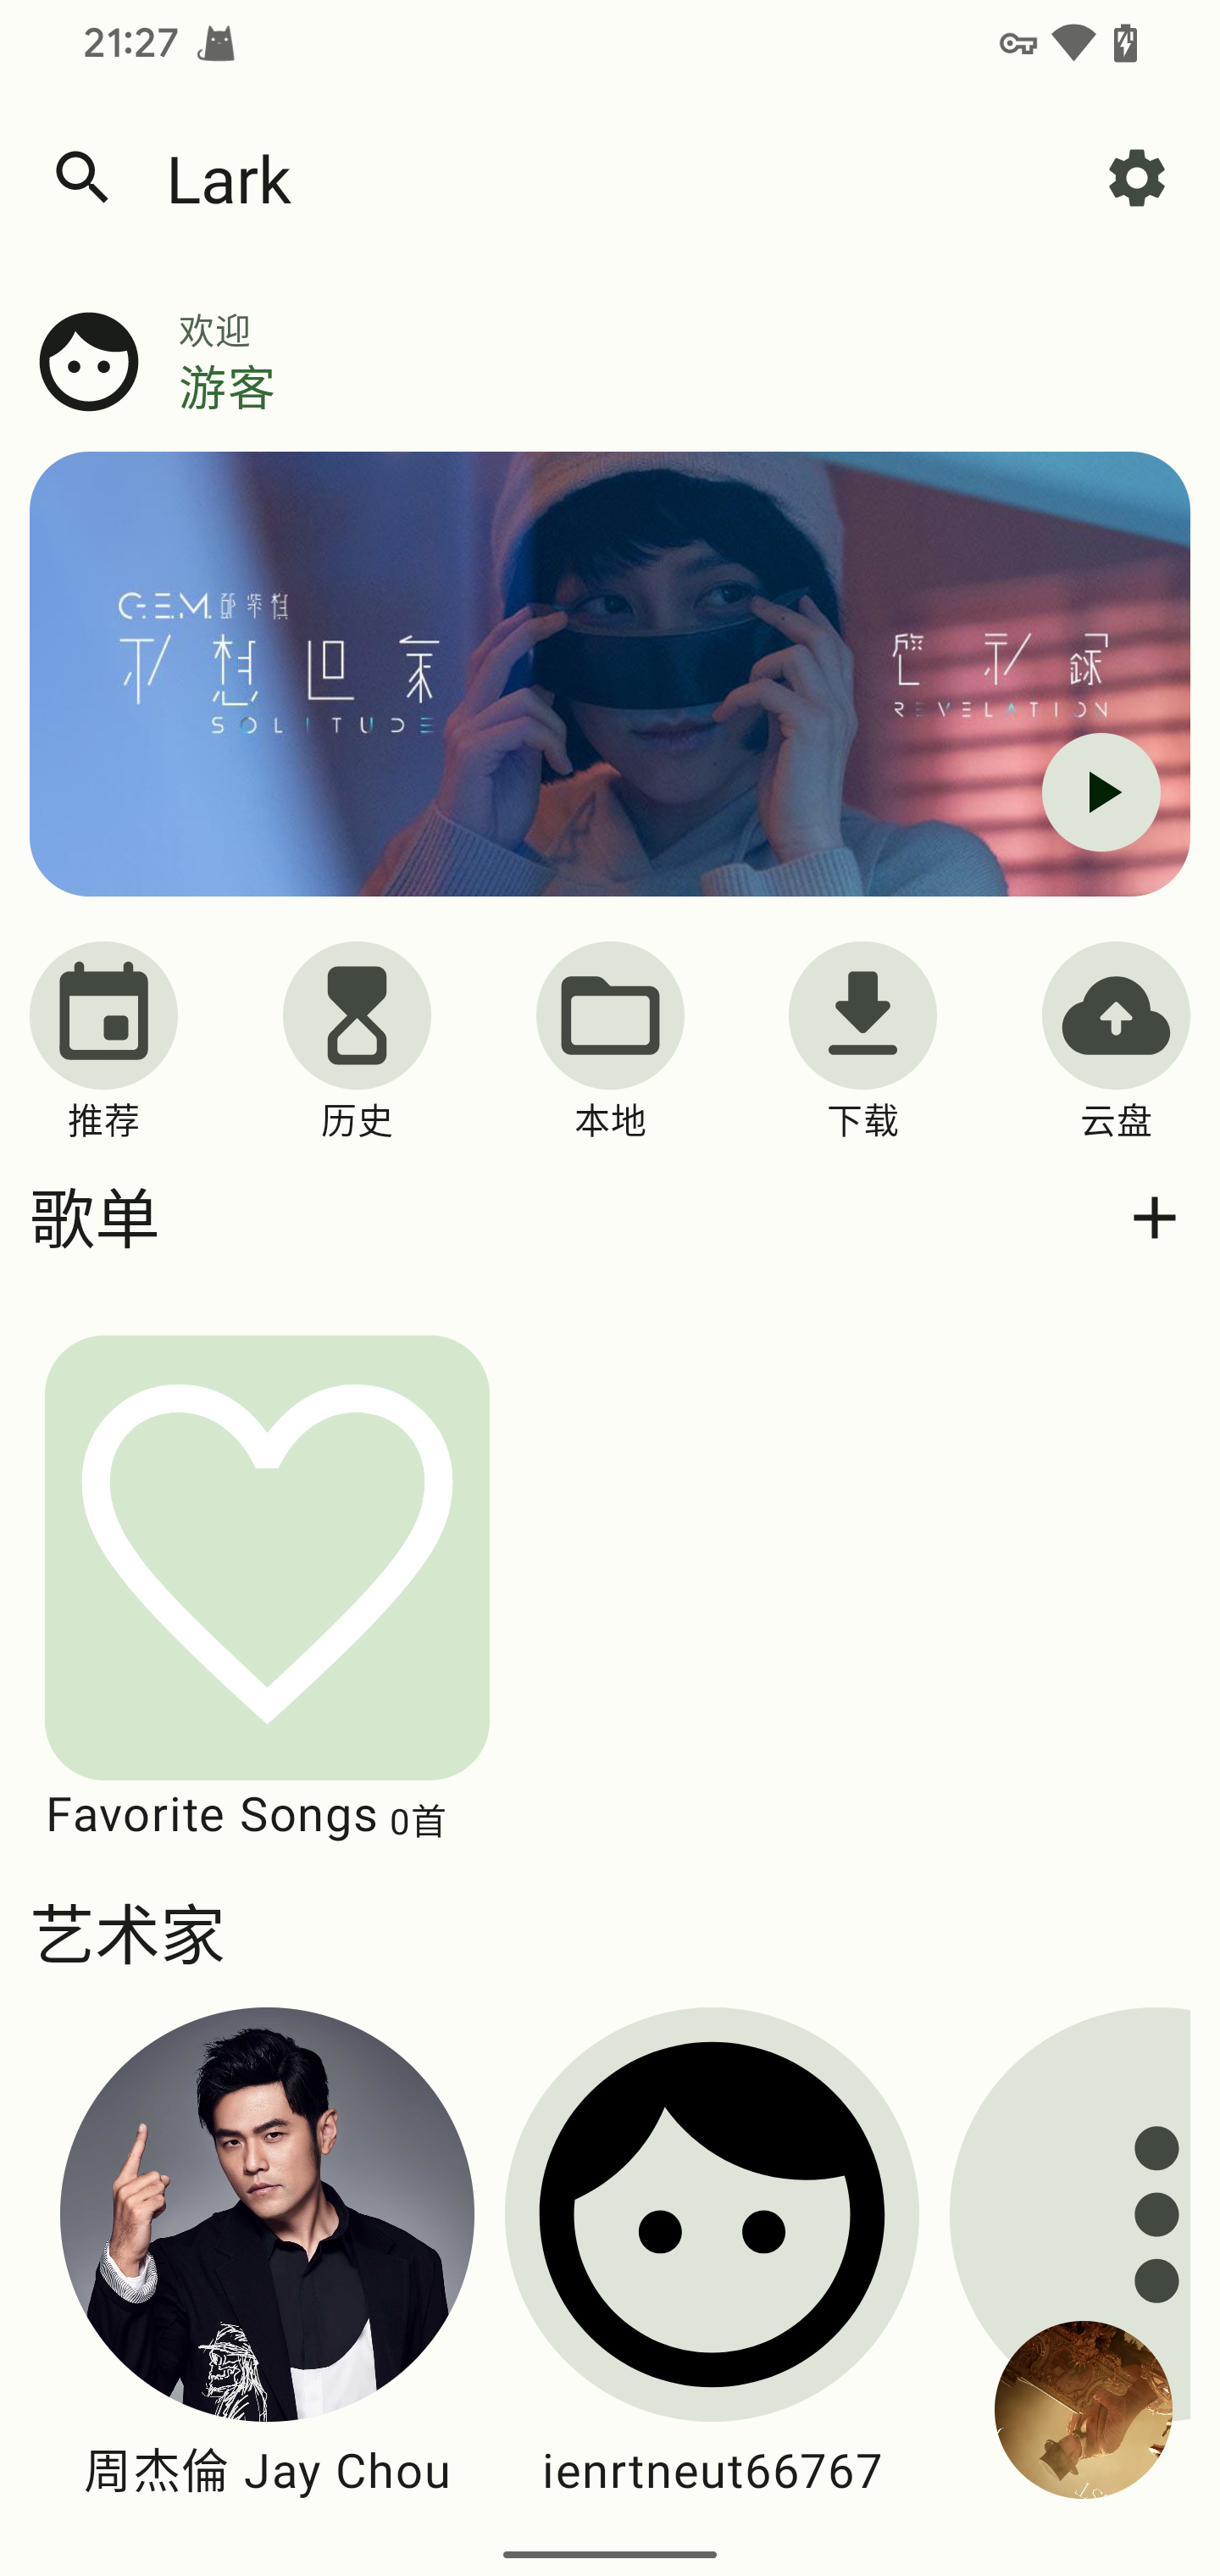 21:27
Lark
欢迎
游客
G.E.M. 鄧紫棋
不想回家
SOLITUDE
啓示錄
REVELATION
推荐
历史
本地
下载
云盘
歌单
Favorite Songs 0首
艺术家
周杰倫 Jay Chou
ienrtneut66767